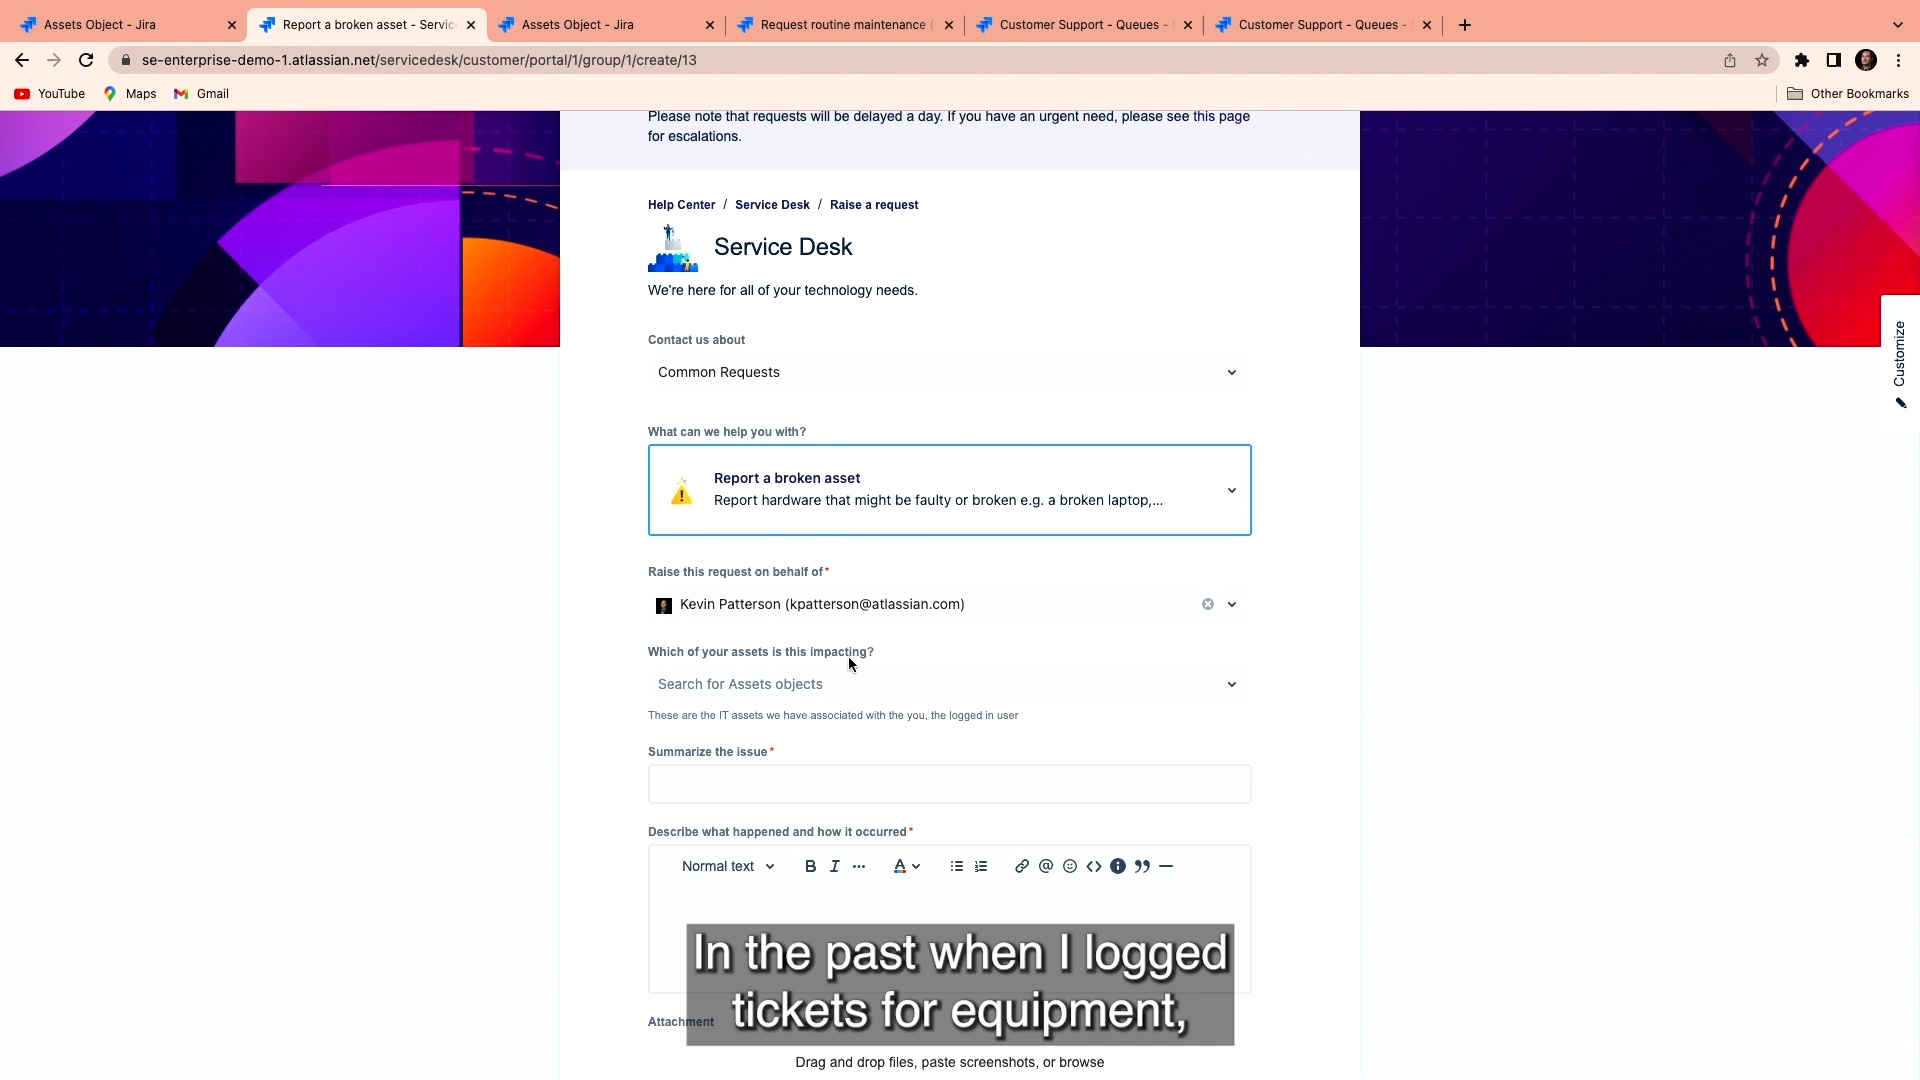 Assets Object - Jira
Report a broken asset - Servic
Assets Object - Jira
Request routine maintenance
Customer Support - Queues -
Customer Support - Queues -
se-enterprise-demo-1.atlassian.net/servicedesk/customer/portal/1/group/1/create/13
YouTube
Maps
Gmail
Other Bookmarks
Please note that requests will be delayed a day. If you have an urgent need, please see this page
for escalations.
Help Center / Service Desk / Raise a request
Service Desk
We're here for all of your technology needs.
Customize
Contact us about
Common Requests
What can we help you with?
Report a broken asset
Report hardware that might be faulty or broken e.g. a broken laptop,...
Raise this request on behalf of*
Kevin Patterson (kpatterson@atlassian.com)
Which of your assets is this impacting?
Search for Assets objects
These are the IT assets we have associated with the you, the logged in user
Summarize the issue*
Describe what happened and how it occurred*
Normal text
In the past when I logged
tickets for equipment,
Attachment
Drag and drop files, paste screenshots, or browse